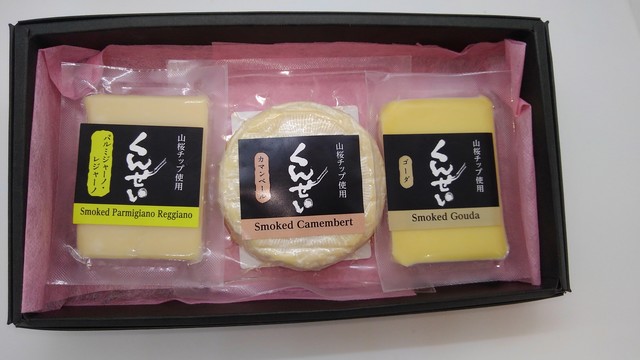 山桜チップ使用
くんせい
パルミジャーノ・
レジャーノ
Smoked Parmigiano Reggiano
山桜チップ使用
くんせい
カマンベール
Smoked Camembert
山桜チップ使用
くんせい
ゴーダ
Smoked Gouda